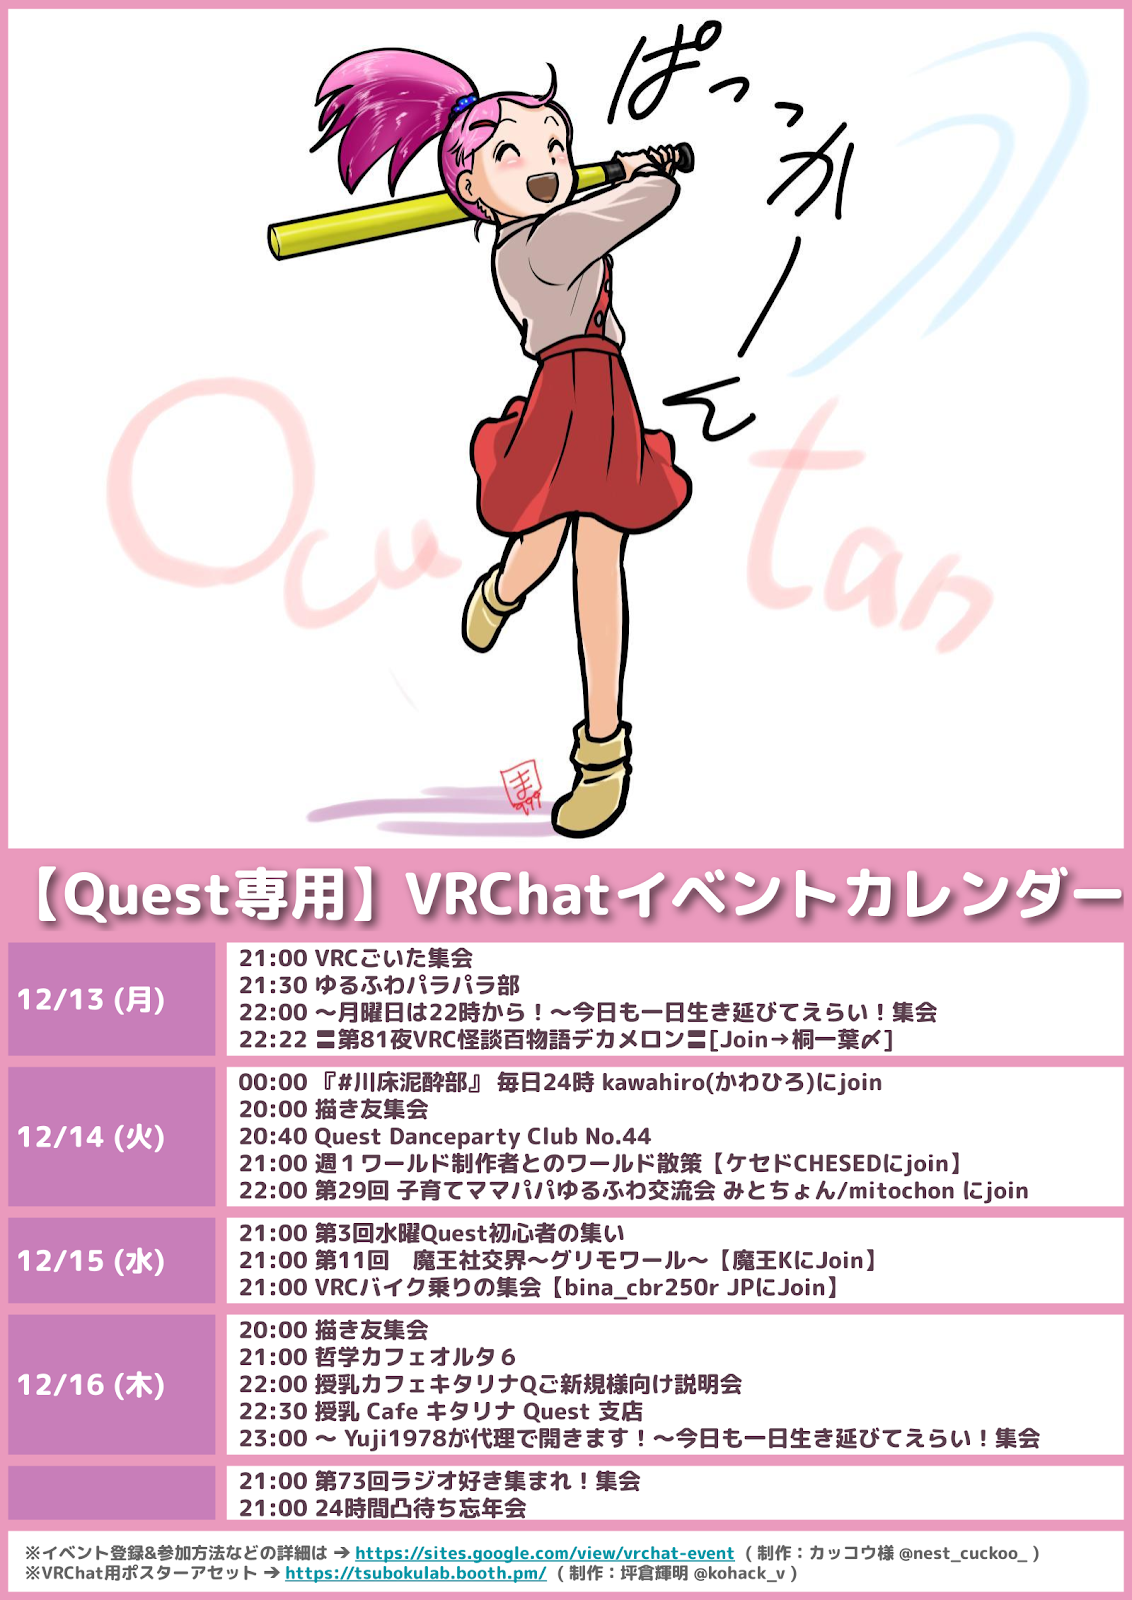 ぱっっかーん
Ocu tan
ま
999
【Quest専用】VRChatイベントカレンダー
12/13 (月)
21:00 VRCごいた集会
21:30 ゆるふわパラパラ部
22:00 〜月曜日は22時から！〜今日も一日生き延びてえらい！集会
22:22 〓第81夜VRC怪談百物語デカメロン〓[Join→桐一葉〆]
12/14 (火)
00:00 『#川床泥酔部』 毎日24時 kawahiro(かわひろ)にjoin
20:00 描き友集会
20:40 Quest Danceparty Club No.44
21:00 週１ワールド制作者とのワールド散策【ケセドCHESEDにjoin】
22:00 第29回 子育てママパパゆるふわ交流会 みとちょん/mitochon にjoin
12/15 (水)
21:00 第3回水曜Quest初心者の集い
21:00 第11回　魔王社交界〜グリモワール〜【魔王KにJoin】
21:00 VRCバイク乗りの集会【bina_cbr250r JPにJoin】
12/16 (木)
20:00 描き友集会
21:00 哲学カフェオルタ６
22:00 授乳カフェキタリナQご新規様向け説明会
22:30 授乳 Cafe キタリナ Quest 支店
23:00 〜 Yuji1978が代理で開きます！〜今日も一日生き延びてえらい！集会
21:00 第73回ラジオ好き集まれ！集会
21:00 24時間凸待ち忘年会
※イベント登録&参加方法などの詳細は ➔ https://sites.google.com/view/vrchat-event （ 制作：カッコウ様 @nest_cuckoo_ ）
※VRChat用ポスターアセット ➔ https://tsubokulab.booth.pm/ （ 制作：坪倉輝明 @kohack_v ）